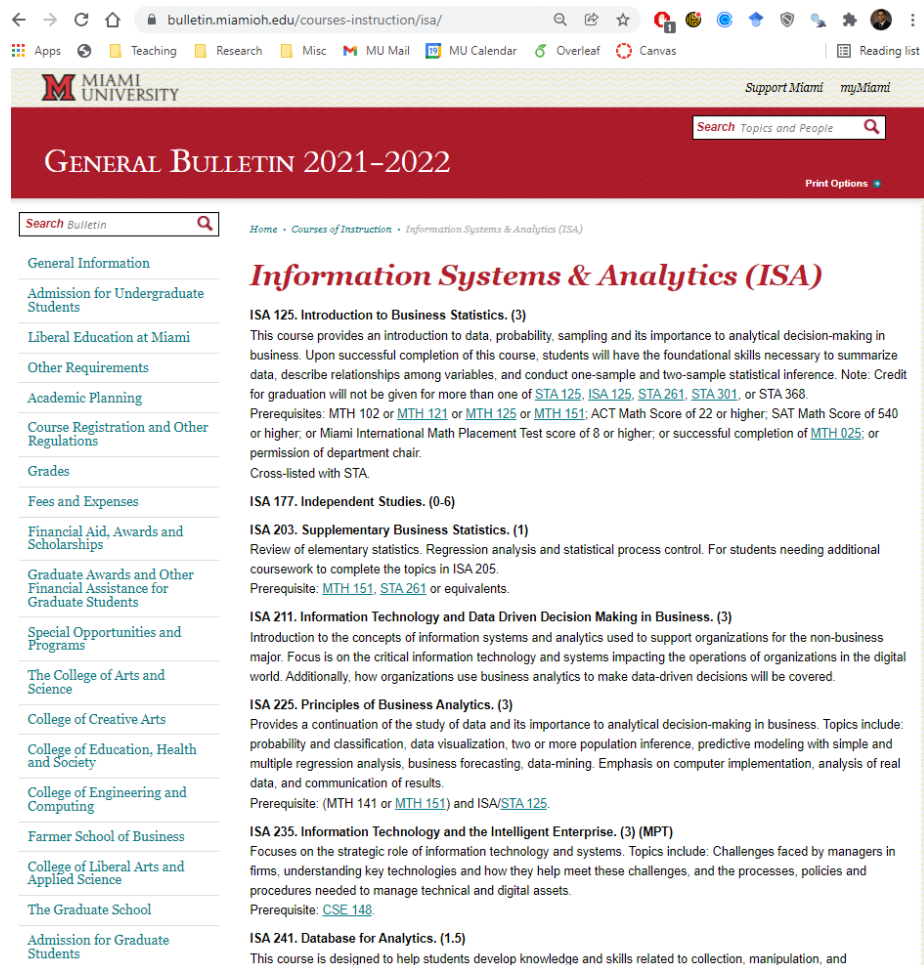 bulletin.miamioh.edu/courses-instruction/isa/
1
Apps
Teaching
Research
Misc
MU Mail
19
MU Calendar
Overleaf
Canvas
Reading list
M MIAMI
UNIVERSITY
Support Miami myMiami
Search Topics and People
GENERAL BULLETIN 2021–2022
Print Options
Search Bulletin
General Information
Admission for Undergraduate
Students
Liberal Education at Miami
Other Requirements
Academic Planning
Course Registration and Other
Regulations
Grades
Fees and Expenses
Financial Aid, Awards and
Scholarships
Graduate Awards and Other
Financial Assistance for
Graduate Students
Special Opportunities and
Programs
The College of Arts and
Science
College of Creative Arts
College of Education, Health
and Society
College of Engineering and
Computing
Farmer School of Business
College of Liberal Arts and
Applied Science
The Graduate School
Admission for Graduate
Students
Home • Courses of Instruction • Information Systems & Analytics (ISA)
Information Systems & Analytics (ISA)
ISA 125. Introduction to Business Statistics. (3)
This course provides an introduction to data, probability, sampling and its importance to analytical decision-making in
business. Upon successful completion of this course, students will have the foundational skills necessary to summarize
data, describe relationships among variables, and conduct one-sample and two-sample statistical inference. Note: Credit
for graduation will not be given for more than one of STA 125, ISA 125, STA 261, STA 301, or STA 368.
Prerequisites: MTH 102 or MTH 121 or MTH 125 or MTH 151; ACT Math Score of 22 or higher; SAT Math Score of 540
or higher; or Miami International Math Placement Test score of 8 or higher; or successful completion of MTH 025; or
permission of department chair.
Cross-listed with STA.
ISA 177. Independent Studies. (0-6)
ISA 203. Supplementary Business Statistics. (1)
Review of elementary statistics. Regression analysis and statistical process control. For students needing additional
coursework to complete the topics in ISA 205.
Prerequisite: MTH 151, STA 261 or equivalents.
ISA 211. Information Technology and Data Driven Decision Making in Business. (3)
Introduction to the concepts of information systems and analytics used to support organizations for the non-business
major. Focus is on the critical information technology and systems impacting the operations of organizations in the digital
world. Additionally, how organizations use business analytics to make data-driven decisions will be covered.
ISA 225. Principles of Business Analytics. (3)
Provides a continuation of the study of data and its importance to analytical decision-making in business. Topics include:
probability and classification, data visualization, two or more population inference, predictive modeling with simple and
multiple regression analysis, business forecasting, data-mining. Emphasis on computer implementation, analysis of real
data, and communication of results.
Prerequisite: (MTH 141 or MTH 151) and ISA/STA 125.
ISA 235. Information Technology and the Intelligent Enterprise. (3) (MPT)
Focuses on the strategic role of information technology and systems. Topics include: Challenges faced by managers in
firms, understanding key technologies and how they help meet these challenges, and the processes, policies and
procedures needed to manage technical and digital assets.
Prerequisite: CSE 148.
ISA 241. Database for Analytics. (1.5)
This course is designed to help students develop knowledge and skills related to collection, manipulation, and